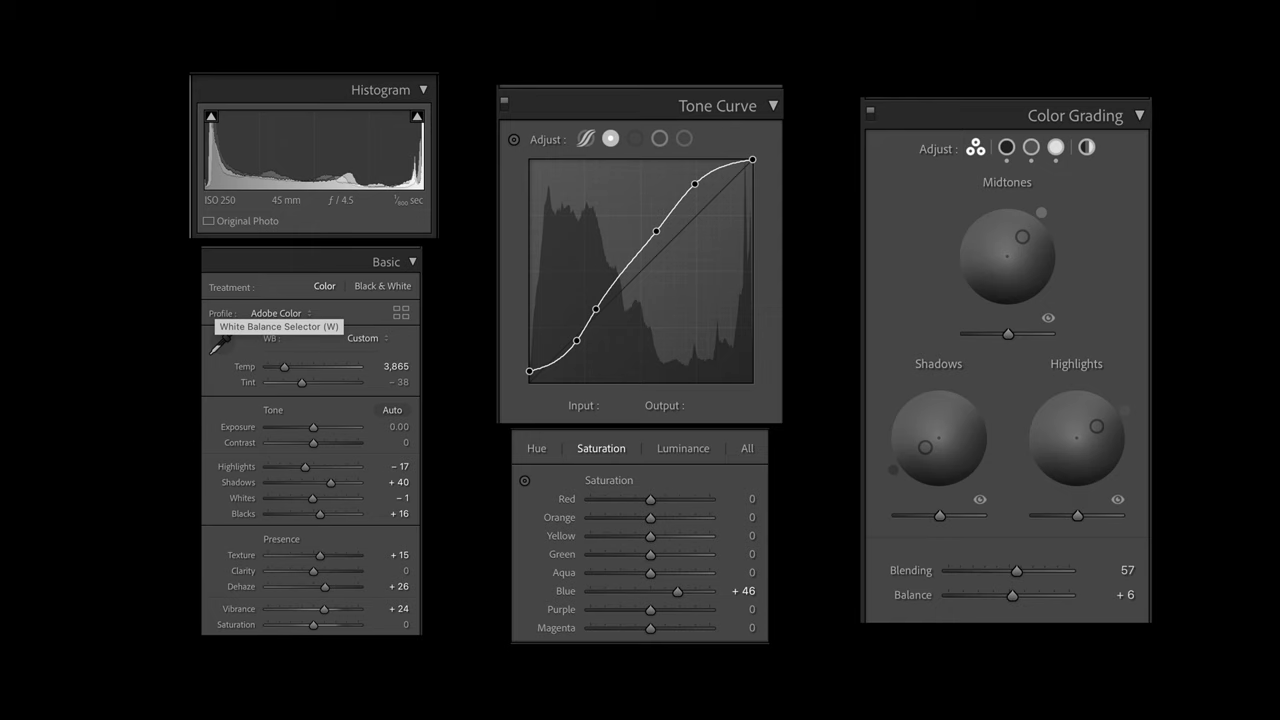 Histogram
ISO 250 45 mm ƒ / 4.5 1/800 sec
Original Photo
Basic
Treatment : Color Black & White
Profile : Adobe Color
White Balance Selector (W)
WB : Custom
Temp 3,865
Tint – 38
Tone Auto
Exposure 0.00
Contrast 0
Highlights – 17
Shadows + 40
Whites – 1
Blacks + 16
Presence
Texture + 15
Clarity 0
Dehaze + 26
Vibrance + 24
Saturation 0
Tone Curve
Adjust :
Input : Output :
Hue Saturation Luminance All
Saturation
Red 0
Orange 0
Yellow 0
Green 0
Aqua 0
Blue + 46
Purple 0
Magenta 0
Color Grading
Adjust :
Midtones
Shadows Highlights
Blending 57
Balance + 6